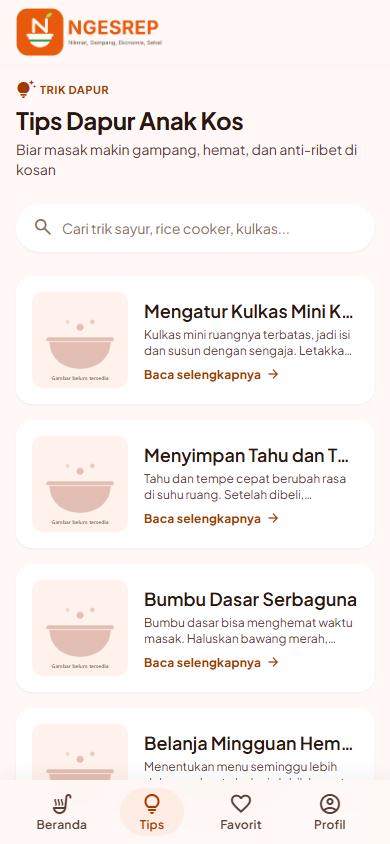 NGESREP
Nikmat, Gampang, Ekonomis, Sehat
TRIK DAPUR
Tips Dapur Anak Kos
Biar masak makin gampang, hemat, dan anti-ribet di
kosan
Cari trik sayur, rice cooker, kulkas...
Mengatur Kulkas Mini K...
Kulkas mini ruangnya terbatas, jadi isi
dan susun dengan sengaja. Letakka...
Baca selengkapnya →
Gambar belum tersedia
Menyimpan Tahu dan T...
Tahu dan tempe cepat berubah rasa
di suhu ruang. Setelah dibeli,...
Baca selengkapnya →
Gambar belum tersedia
Bumbu Dasar Serbaguna
Bumbu dasar bisa menghemat waktu
masak. Haluskan bawang merah,...
Baca selengkapnya →
Gambar belum tersedia
Belanja Mingguan Hem...
Menentukan menu seminggu lebih
Beranda
Tips
Favorit
Profil